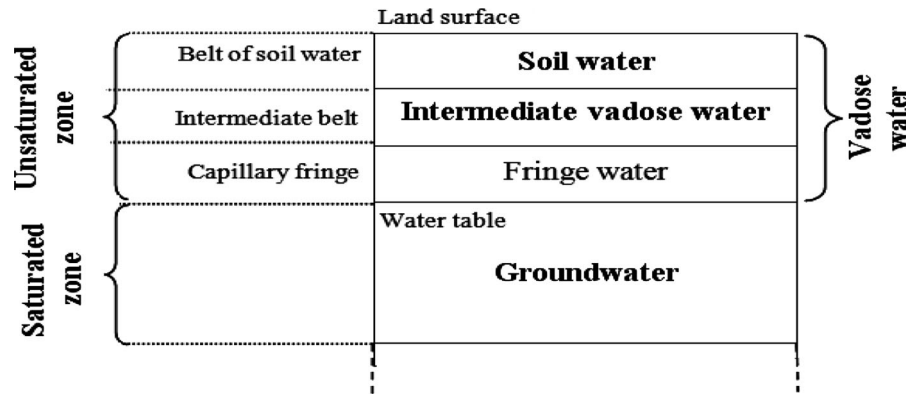 Land surface
Unsaturated
zone
Belt of soil water
Soil water
Intermediate belt
Intermediate vadose water
Capillary fringe
Fringe water
Vadose
water
Saturated
zone
Water table
Groundwater